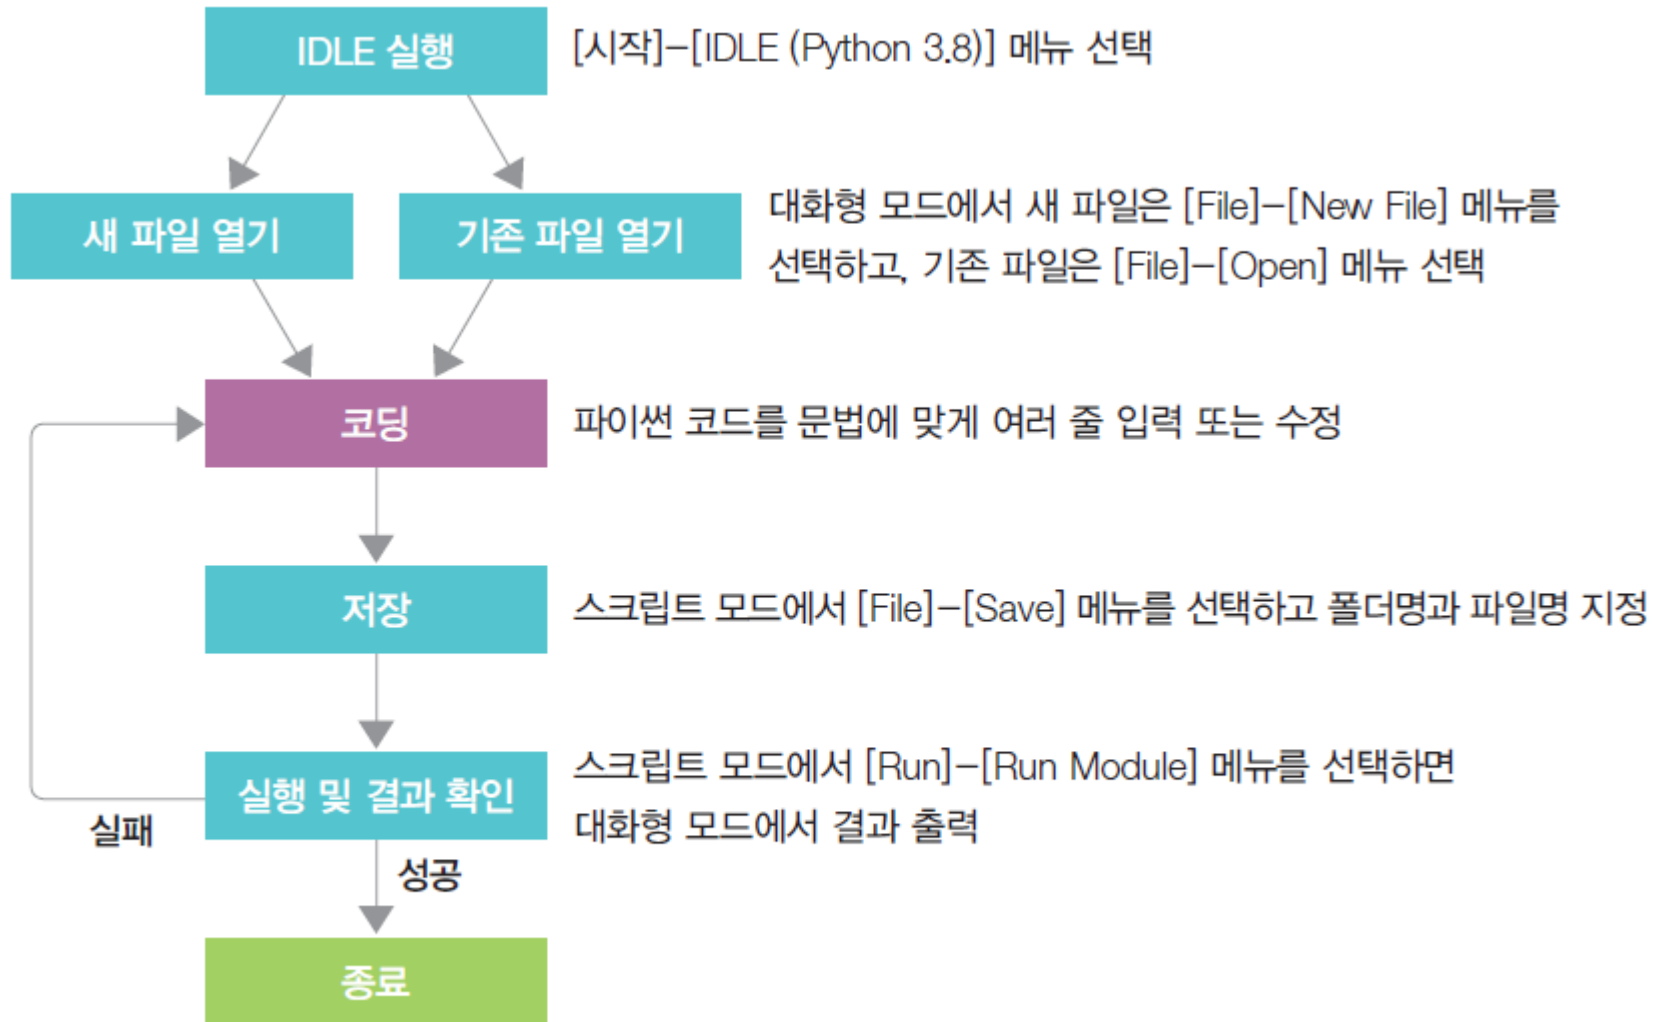 IDLE 실행
[시작]-[IDLE (Python 3.8)] 메뉴 선택
새 파일 열기
기존 파일 열기
대화형 모드에서 새 파일은 [File]-[New File] 메뉴를
선택하고, 기존 파일은 [File]-[Open] 메뉴 선택
코딩
파이썬 코드를 문법에 맞게 여러 줄 입력 또는 수정
저장
스크립트 모드에서 [File]-[Save] 메뉴를 선택하고 폴더명과 파일명 지정
실행 및 결과 확인
스크립트 모드에서 [Run]-[Run Module] 메뉴를 선택하면
대화형 모드에서 결과 출력
실패
성공
종료